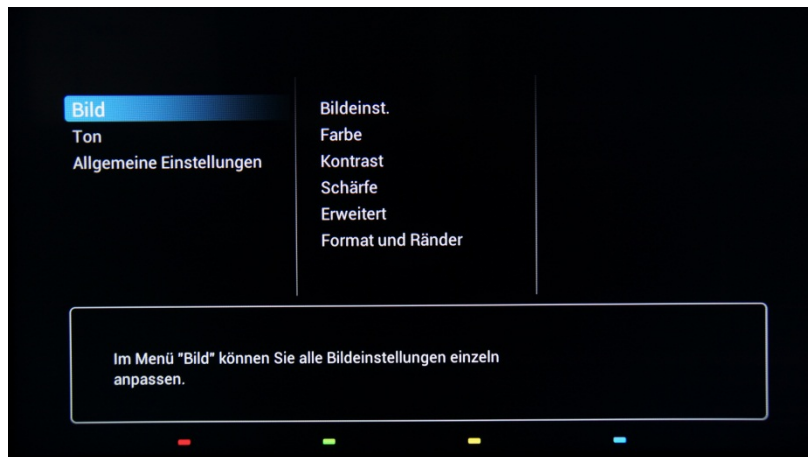 Bild
Ton
Allgemeine Einstellungen
Bildeinst.
Farbe
Kontrast
Schärfe
Erweitert
Format und Ränder
Im Menü "Bild" können Sie alle Bildeinstellungen einzeln
anpassen.